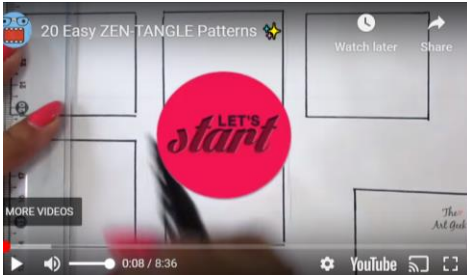 20 Easy ZEN-TANGLE Patterns ✨
Watch later
Share
LET'S
start
MORE VIDEOS
The
Art Geek
0:08 / 8:36
YouTube